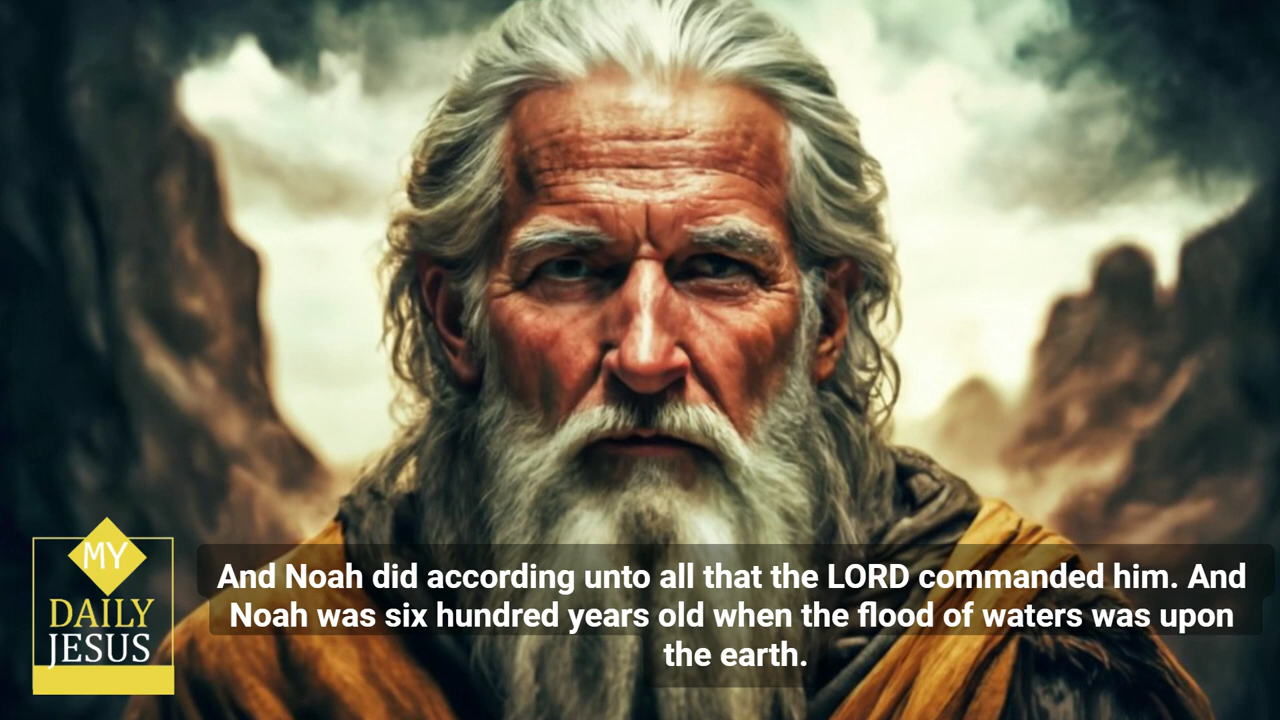 MY
DAILY
JESUS
And Noah did according unto all that the LORD commanded him. And
Noah was six hundred years old when the flood of waters was upon
the earth.